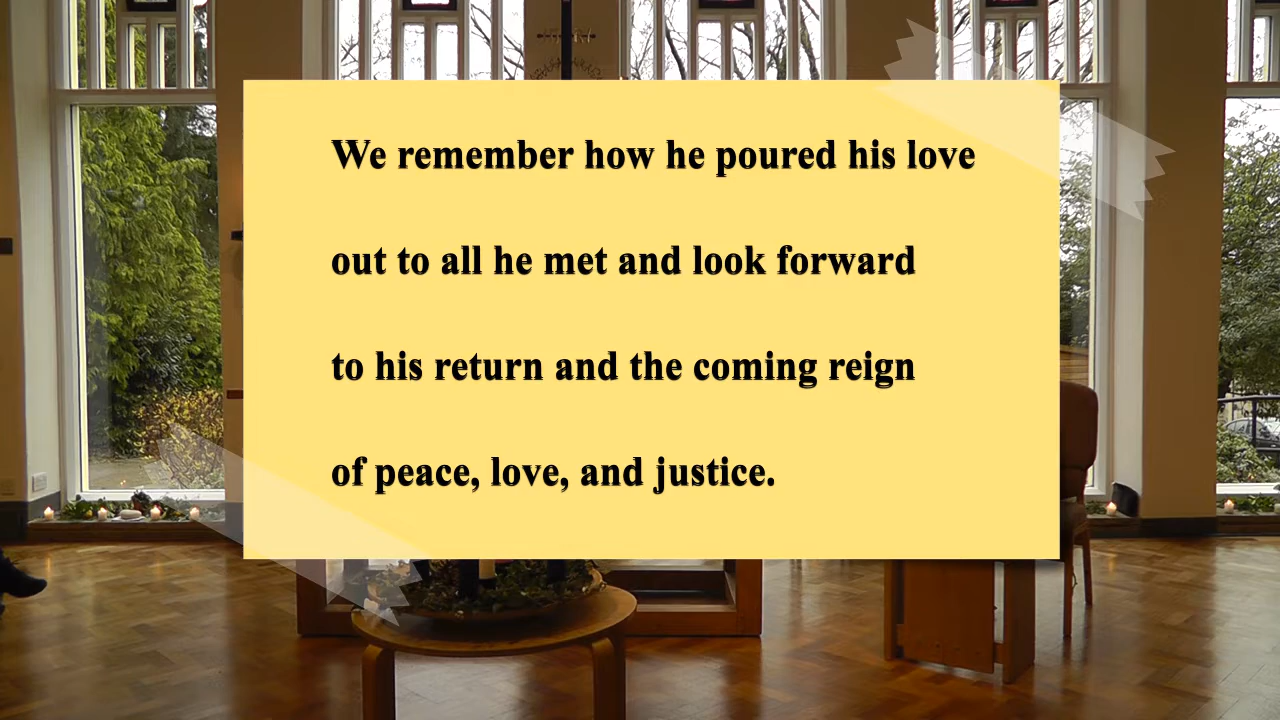 We remember how he poured his love
out to all he met and look forward
to his return and the coming reign
of peace, love, and justice.